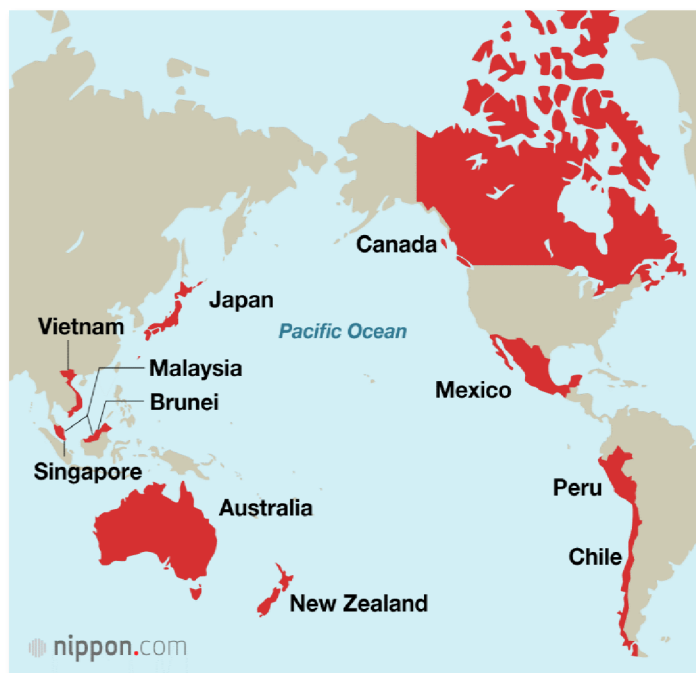 Canada
Japan
Vietnam
Pacific Ocean
Malaysia
Mexico
Brunei
Singapore
Peru
Australia
Chile
New Zealand
nippon.com